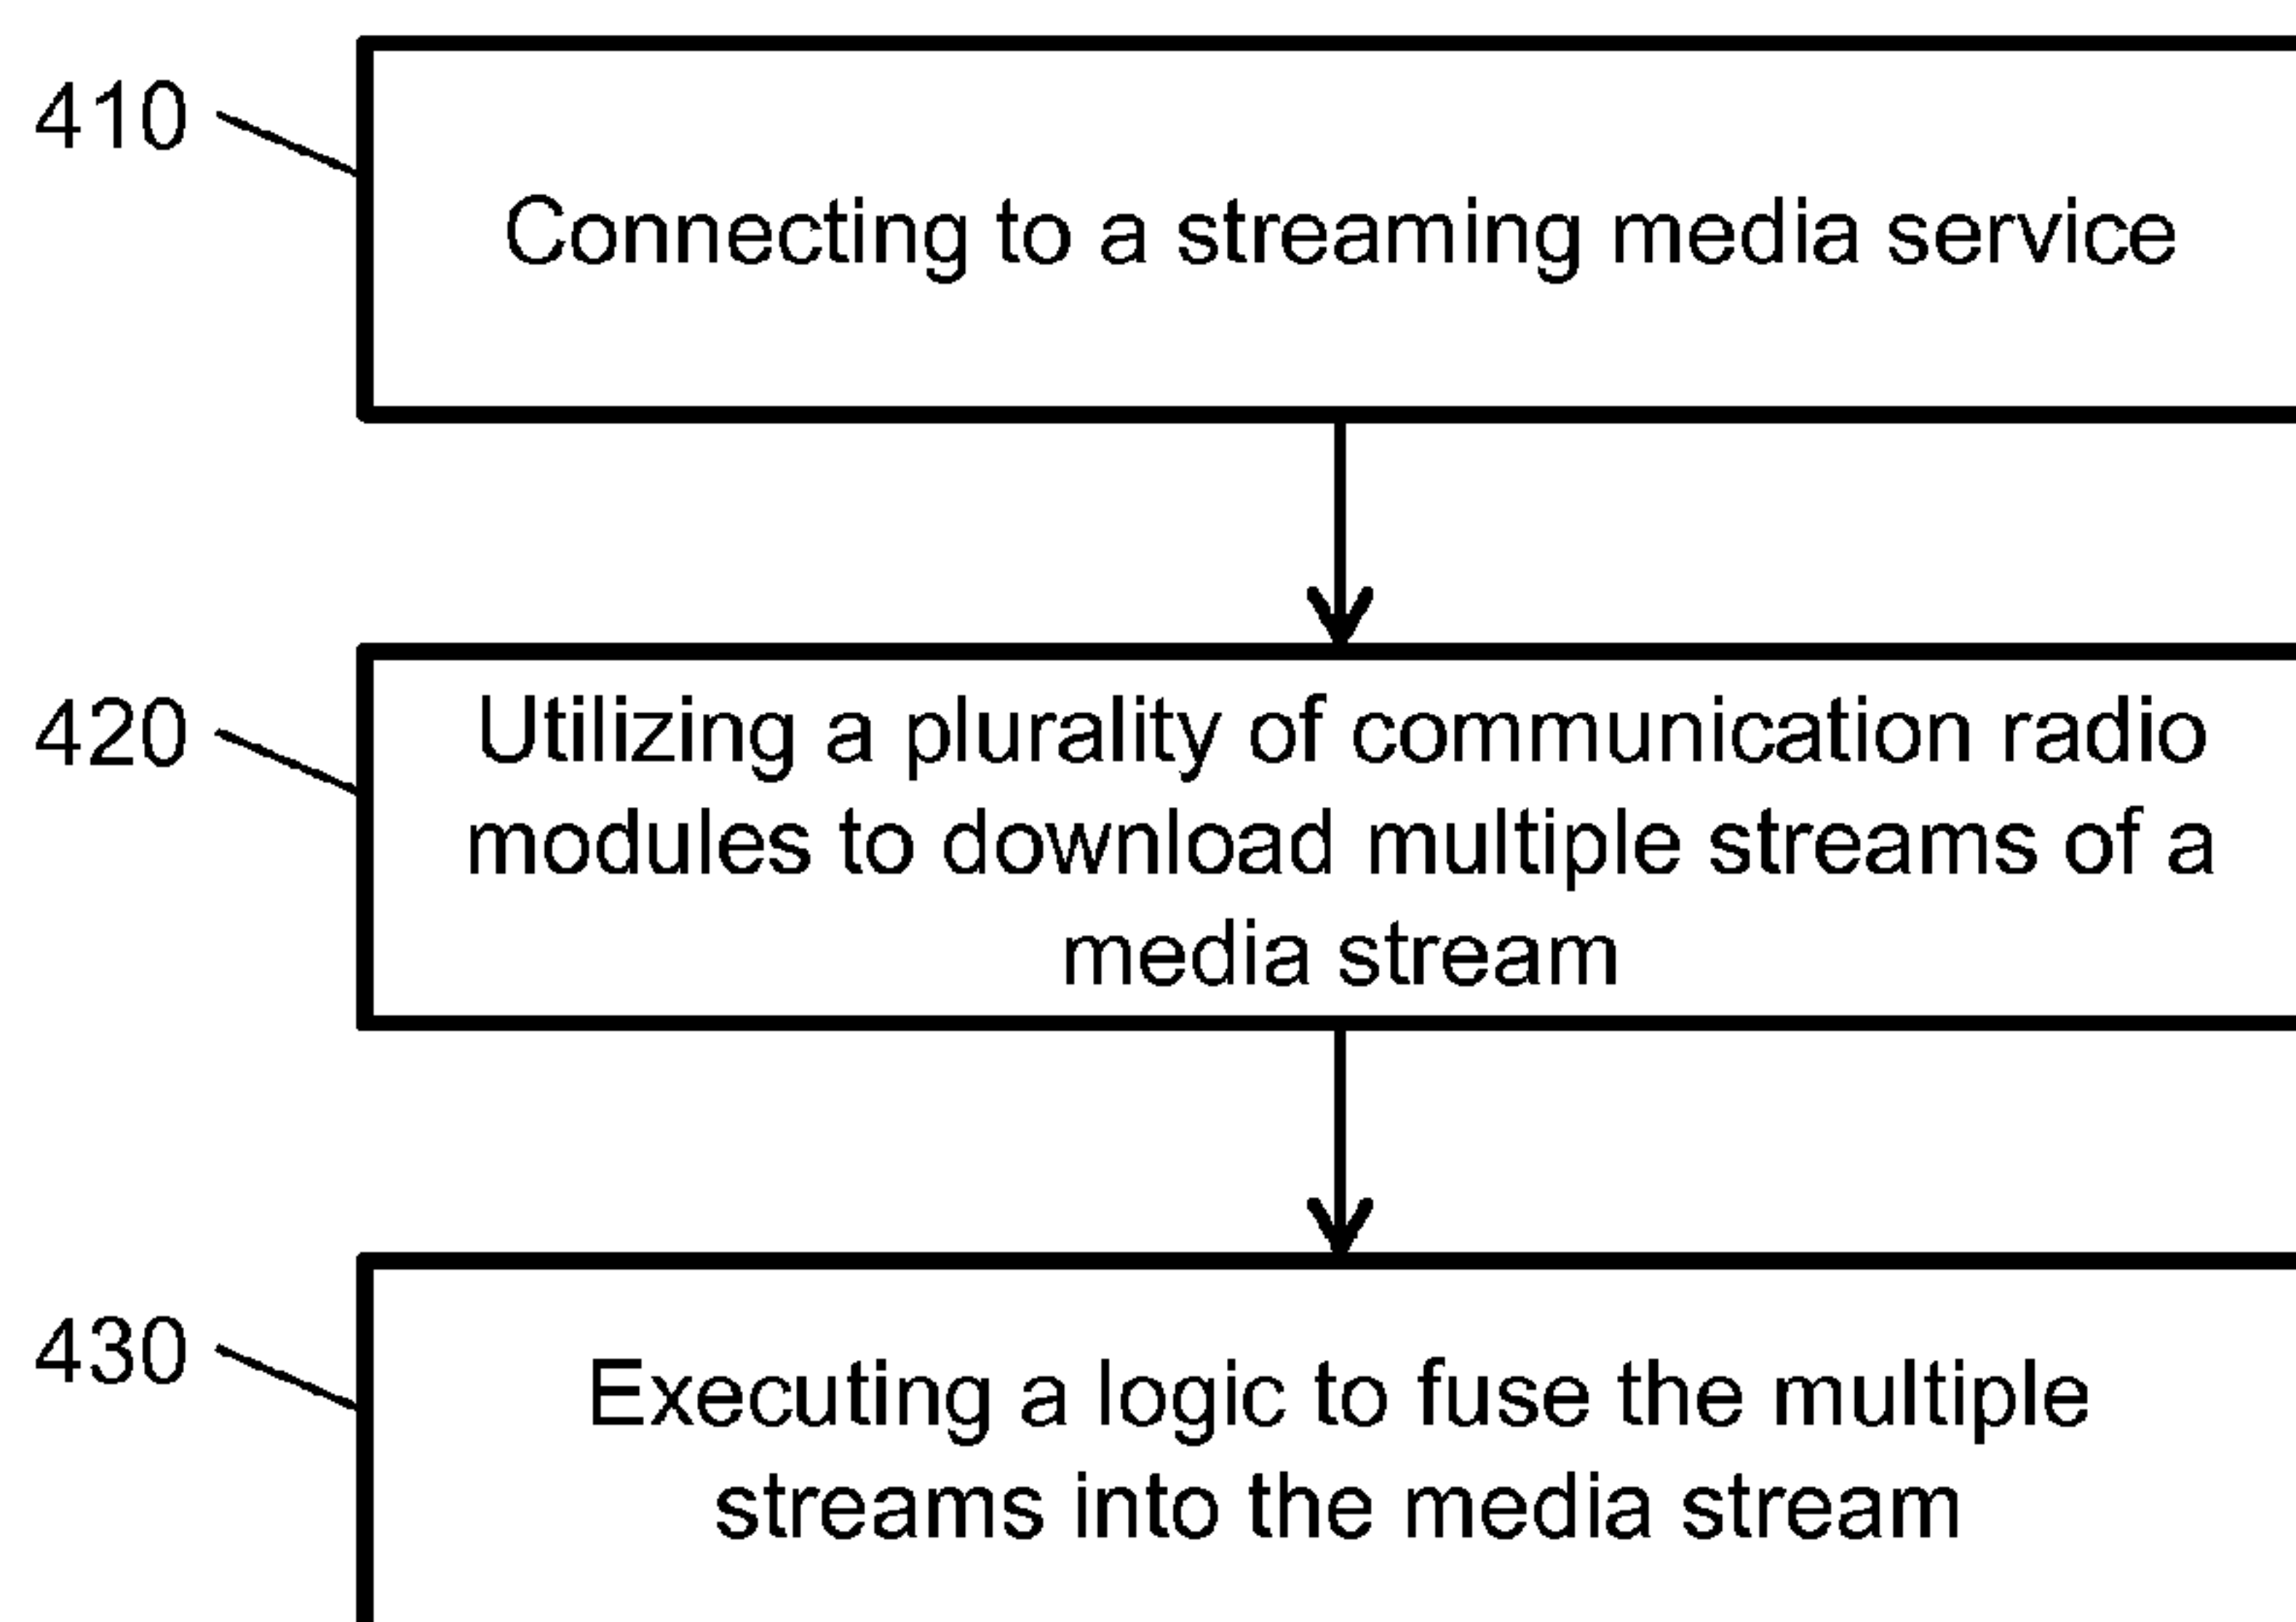 410
Connecting to a streaming media service
420
Utilizing a plurality of communication radio
modules to download multiple streams of a
media stream
430
Executing a logic to fuse the multiple
streams into the media stream